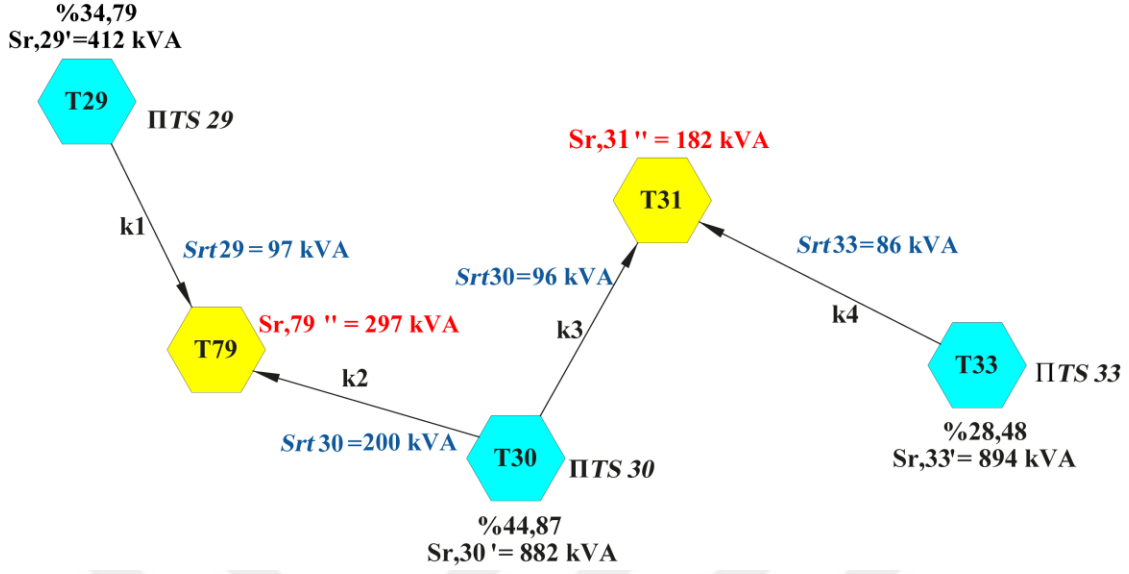 %34,79
Sr,29'=412 kVA
T29
ΠTS 29
k1
Srt29=97 kVA
Sr,31'' = 182 kVA
T31
Srt33=86 kVA
Srt30=96 kVA
k3
k4
Sr,79 '' = 297 kVA
T79
k2
T33
ΠTS 33
Srt30=200 kVA
T30
ΠTS 30
%28,48
Sr,33'= 894 kVA
%44,87
Sr,30 '= 882 kVA